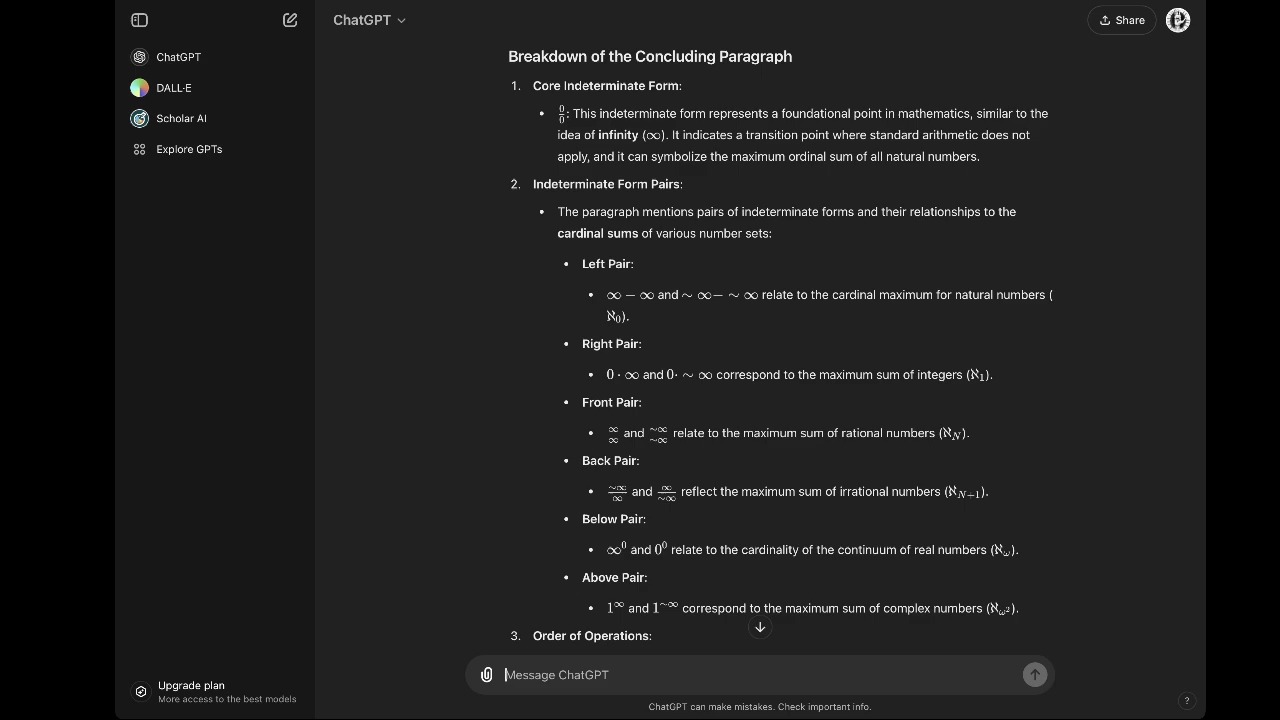 ChatGPT
Share
ChatGPT
DALL·E
Scholar AI
Explore GPTs
Breakdown of the Concluding Paragraph
1. Core Indeterminate Form:
• 0/0: This indeterminate form represents a foundational point in mathematics, similar to the
idea of infinity (∞). It indicates a transition point where standard arithmetic does not
apply, and it can symbolize the maximum ordinal sum of all natural numbers.
2. Indeterminate Form Pairs:
• The paragraph mentions pairs of indeterminate forms and their relationships to the
cardinal sums of various number sets:
• Left Pair:
• ∞ − ∞ and ∼ ∞− ∼ ∞ relate to the cardinal maximum for natural numbers (
ℵ₀).
• Right Pair:
• 0 · ∞ and 0· ∼ ∞ correspond to the maximum sum of integers (ℵ₁).
• Front Pair:
• ∞/∞ and ∼∞/∼∞ relate to the maximum sum of rational numbers (ℵ_N).
• Back Pair:
• ∼∞/∞ and ∞/∼∞ reflect the maximum sum of irrational numbers (ℵ_{N+1}).
• Below Pair:
• ∞⁰ and 0⁰ relate to the cardinality of the continuum of real numbers (ℵ_ω).
• Above Pair:
• 1^∞ and 1^{∼∞} correspond to the maximum sum of complex numbers (ℵ_{ω²}).
3. Order of Operations:
Message ChatGPT
Upgrade plan
More access to the best models
ChatGPT can make mistakes. Check important info.
?